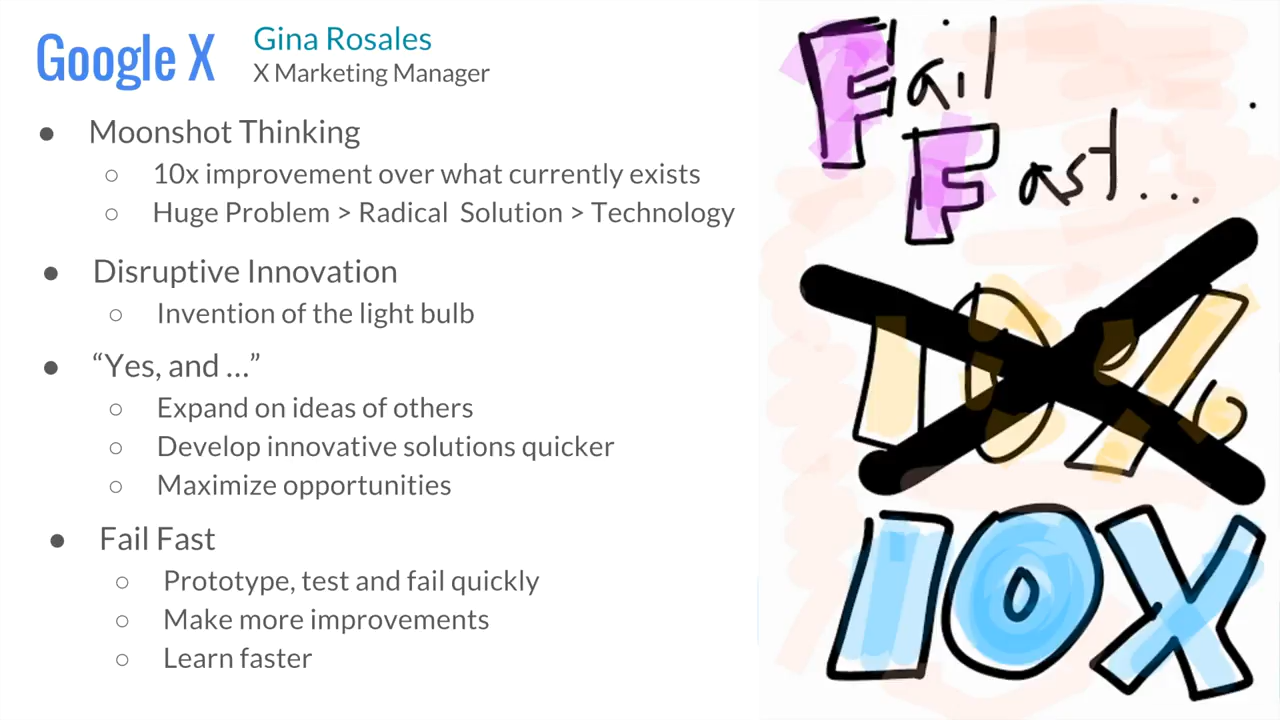 Google X
Gina Rosales
X Marketing Manager
● Moonshot Thinking
○ 10x improvement over what currently exists
○ Huge Problem > Radical Solution > Technology
● Disruptive Innovation
○ Invention of the light bulb
● “Yes, and ...”
○ Expand on ideas of others
○ Develop innovative solutions quicker
○ Maximize opportunities
● Fail Fast
○ Prototype, test and fail quickly
○ Make more improvements
○ Learn faster
Fail
Fast...
10%
10X